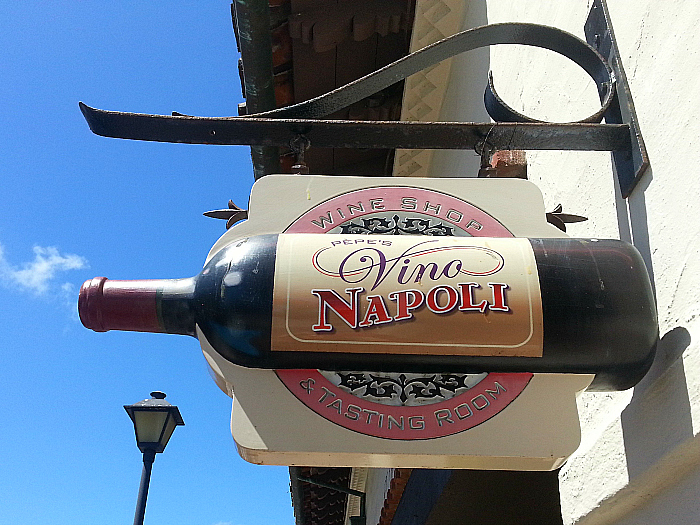 WINE SHOP
PEPE'S
Vino
NAPOLI
& TASTING ROOM